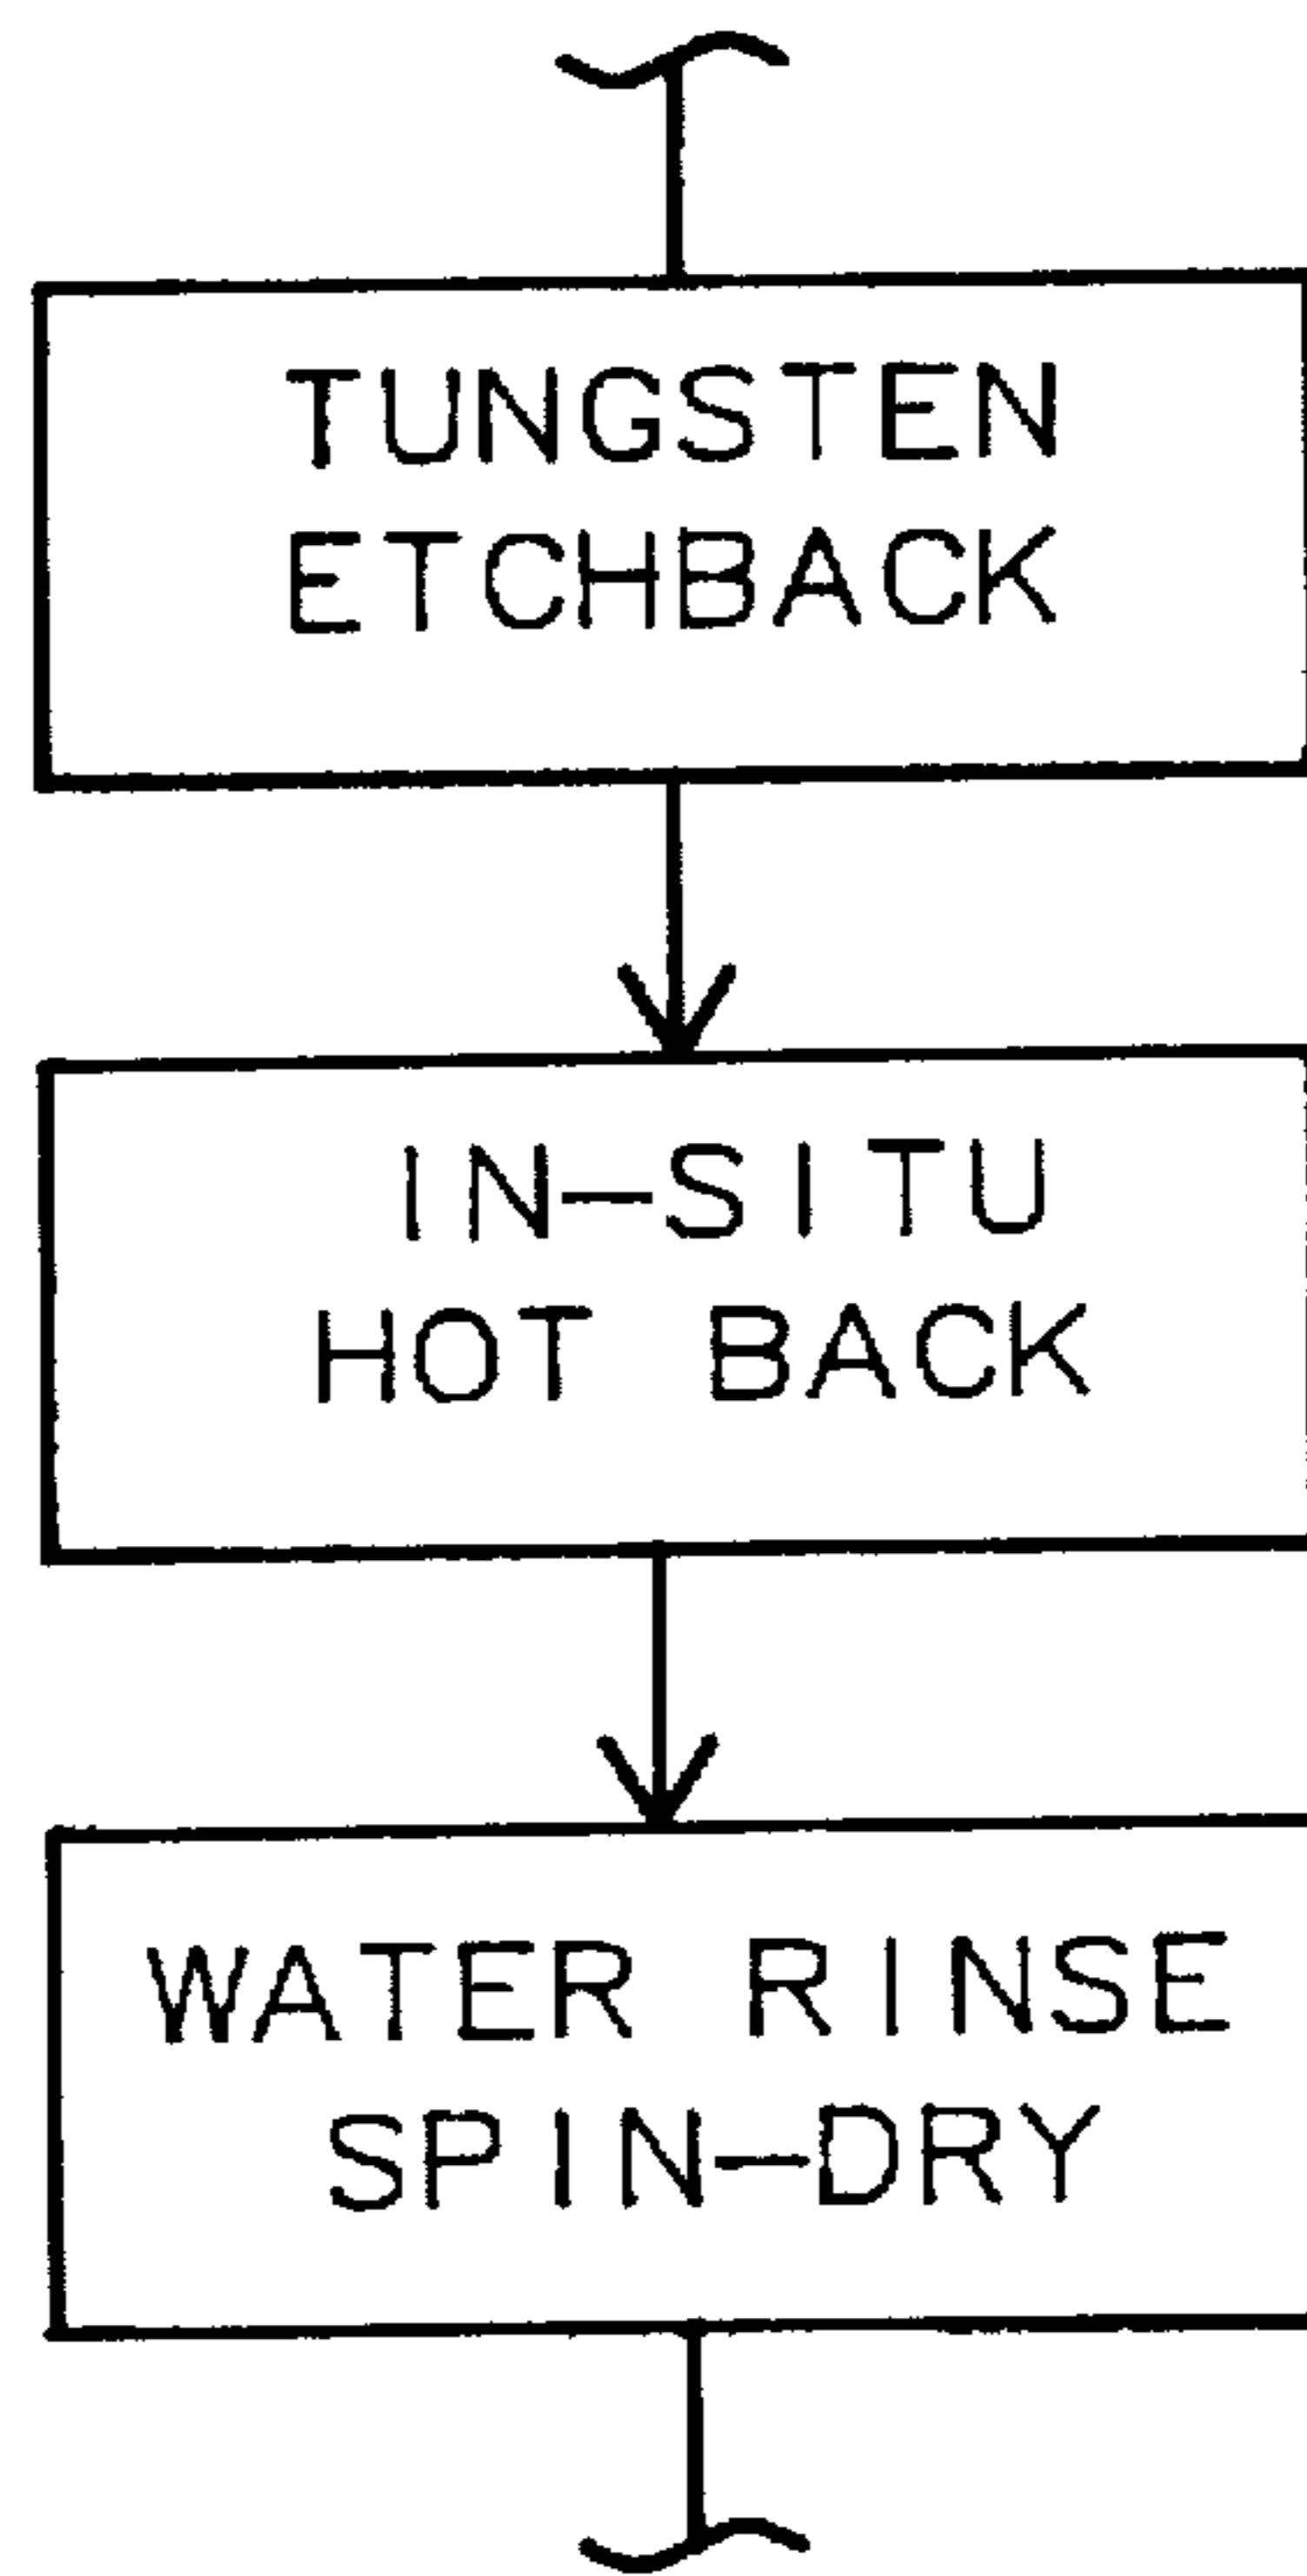 TUNGSTEN
ETCHBACK
IN-SITU
HOT BACK
WATER RINSE
SPIN-DRY